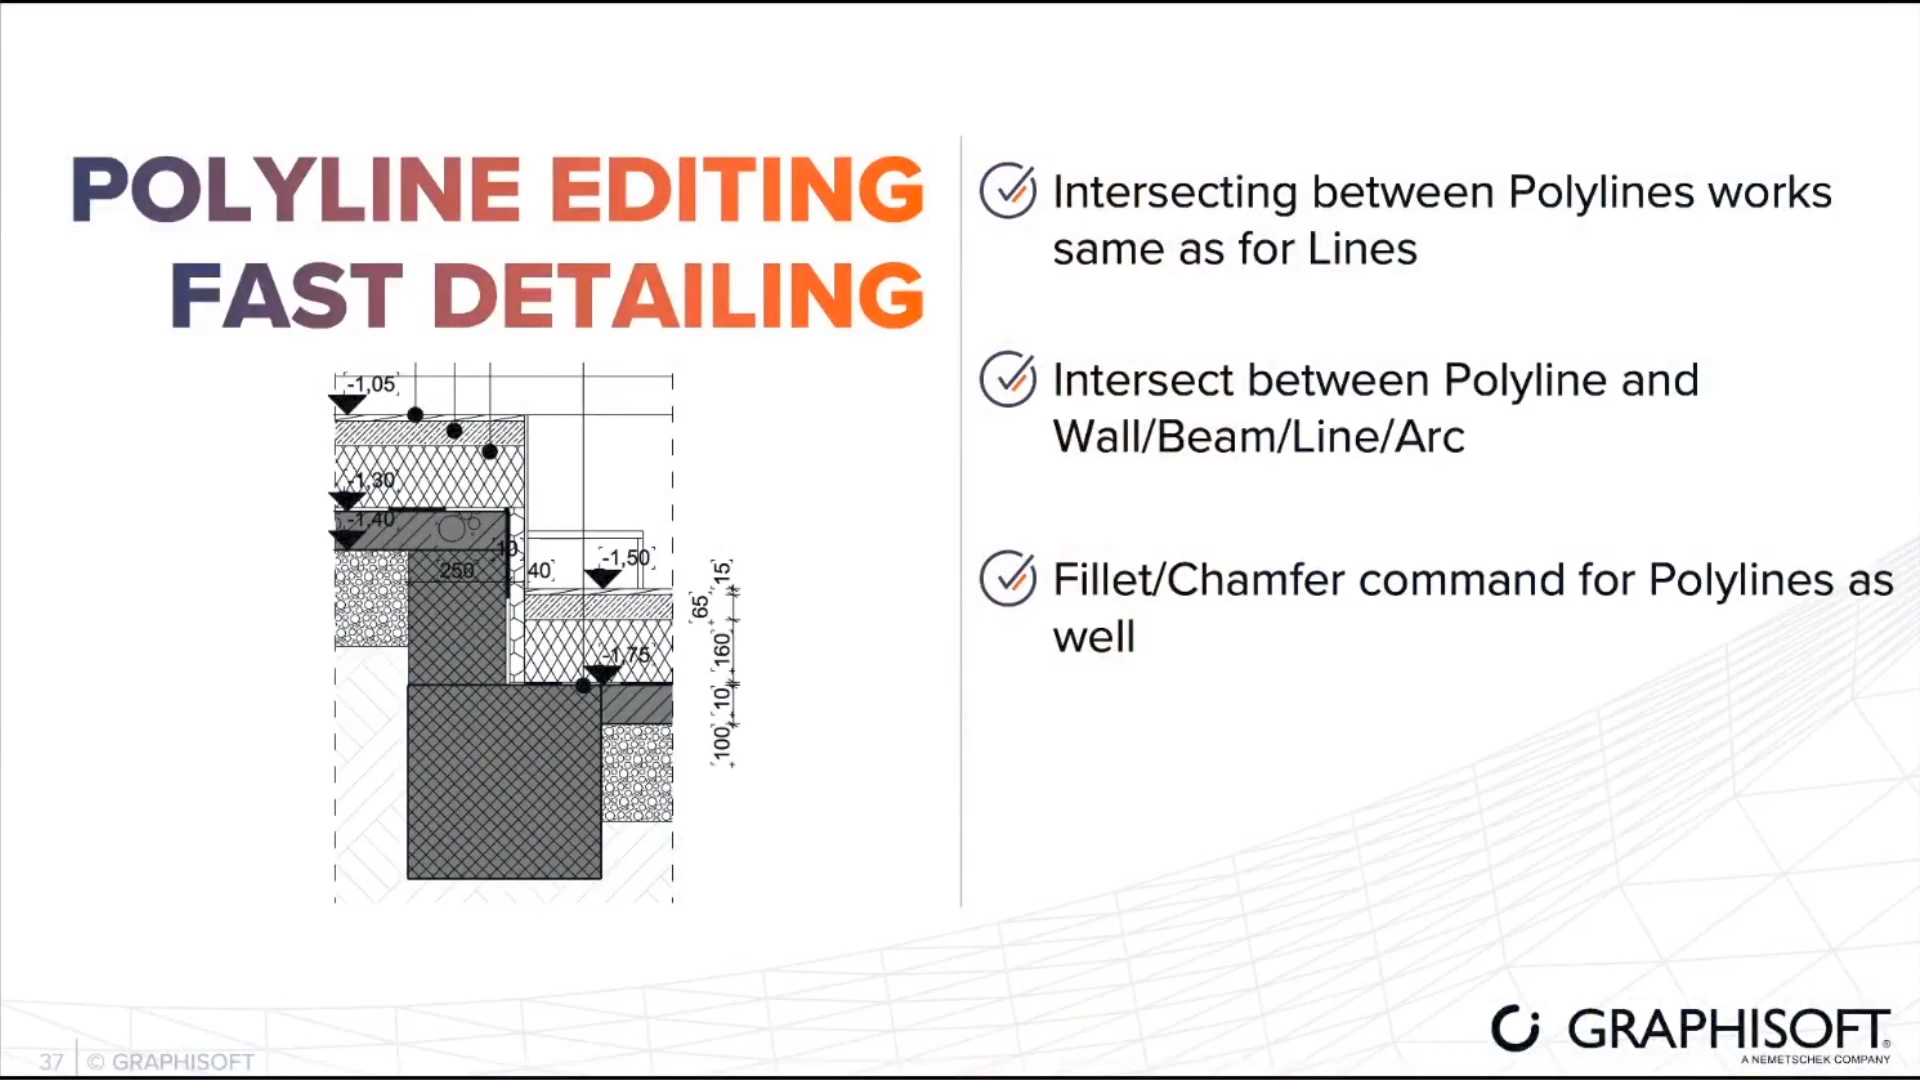 POLYLINE EDITING
FAST DETAILING
Intersecting between Polylines works
same as for Lines
Intersect between Polyline and
Wall/Beam/Line/Arc
Fillet/Chamfer command for Polylines as
well
-1,05
-1,30
-1,40
10
250
40
-1,50
-1,75
15
65
160
10
100
37
© GRAPHISOFT
GRAPHISOFT®
A NEMETSCHEK COMPANY